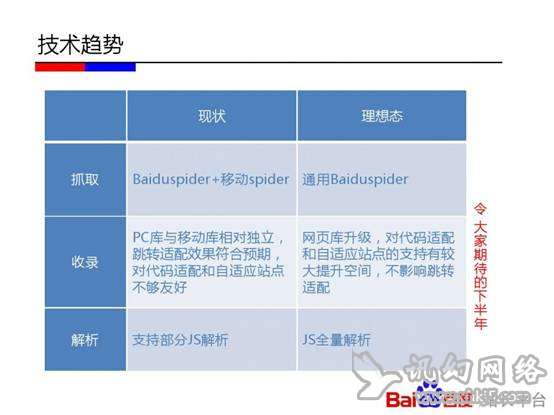 技术趋势
现状
理想态
抓取
Baiduspider+移动spider
通用Baiduspider
收录
PC库与移动库相对独立，
跳转适配效果符合预期，
对代码适配和自适应站点
不够友好
网页库升级，对代码适配
和自适应站点的支持有较
大提升空间，不影响跳转
适配
解析
支持部分JS解析
JS全量解析
令大家期待的下半年
讯幻网络
Bai
平台